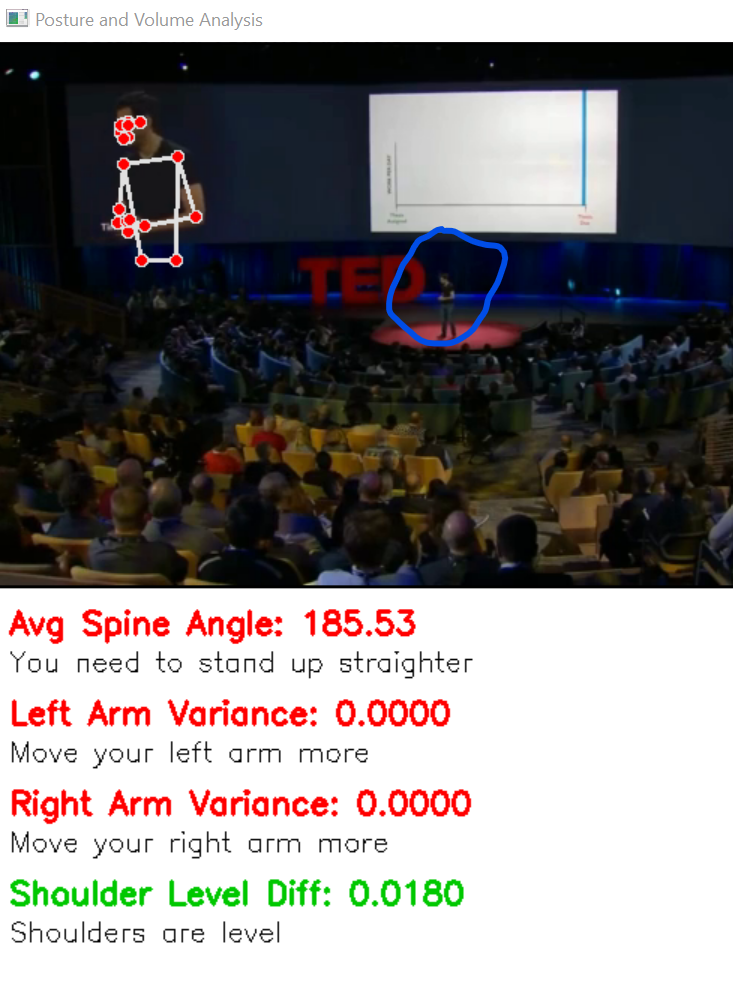 Posture and Volume Analysis
TED
Avg Spine Angle: 185.53
You need to stand up straighter
Left Arm Variance: 0.0000
Move your left arm more
Right Arm Variance: 0.0000
Move your right arm more
Shoulder Level Diff: 0.0180
Shoulders are level